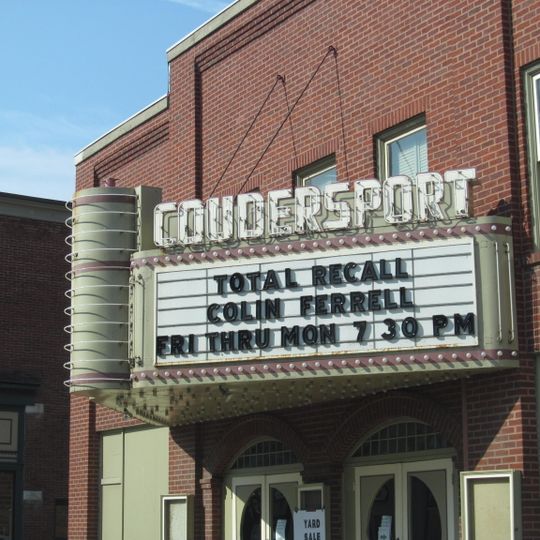 COUDERSPORT
TOTAL RECALL
COLIN FERRELL
FRI THRU MON 7 30 PM
YARD
SALE